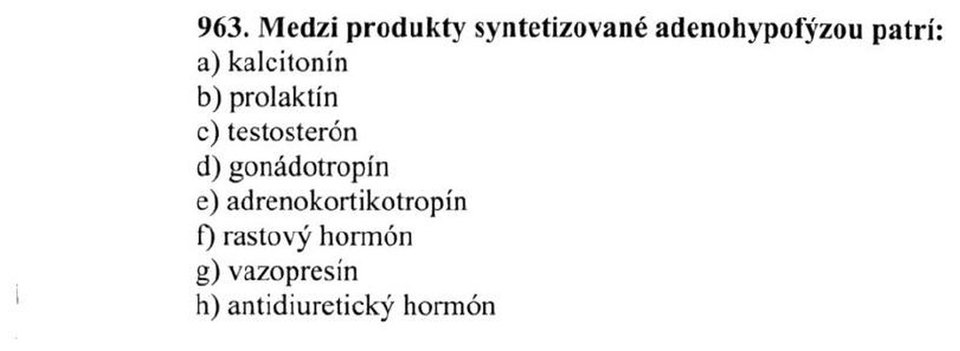 963. Medzi produkty syntetizované adenohypofýzou patrí:
a) kalcitonín
b) prolaktín
c) testosterón
d) gonádotropín
e) adrenokortikotropín
f) rastový hormón
g) vazopresín
h) antidiuretický hormón